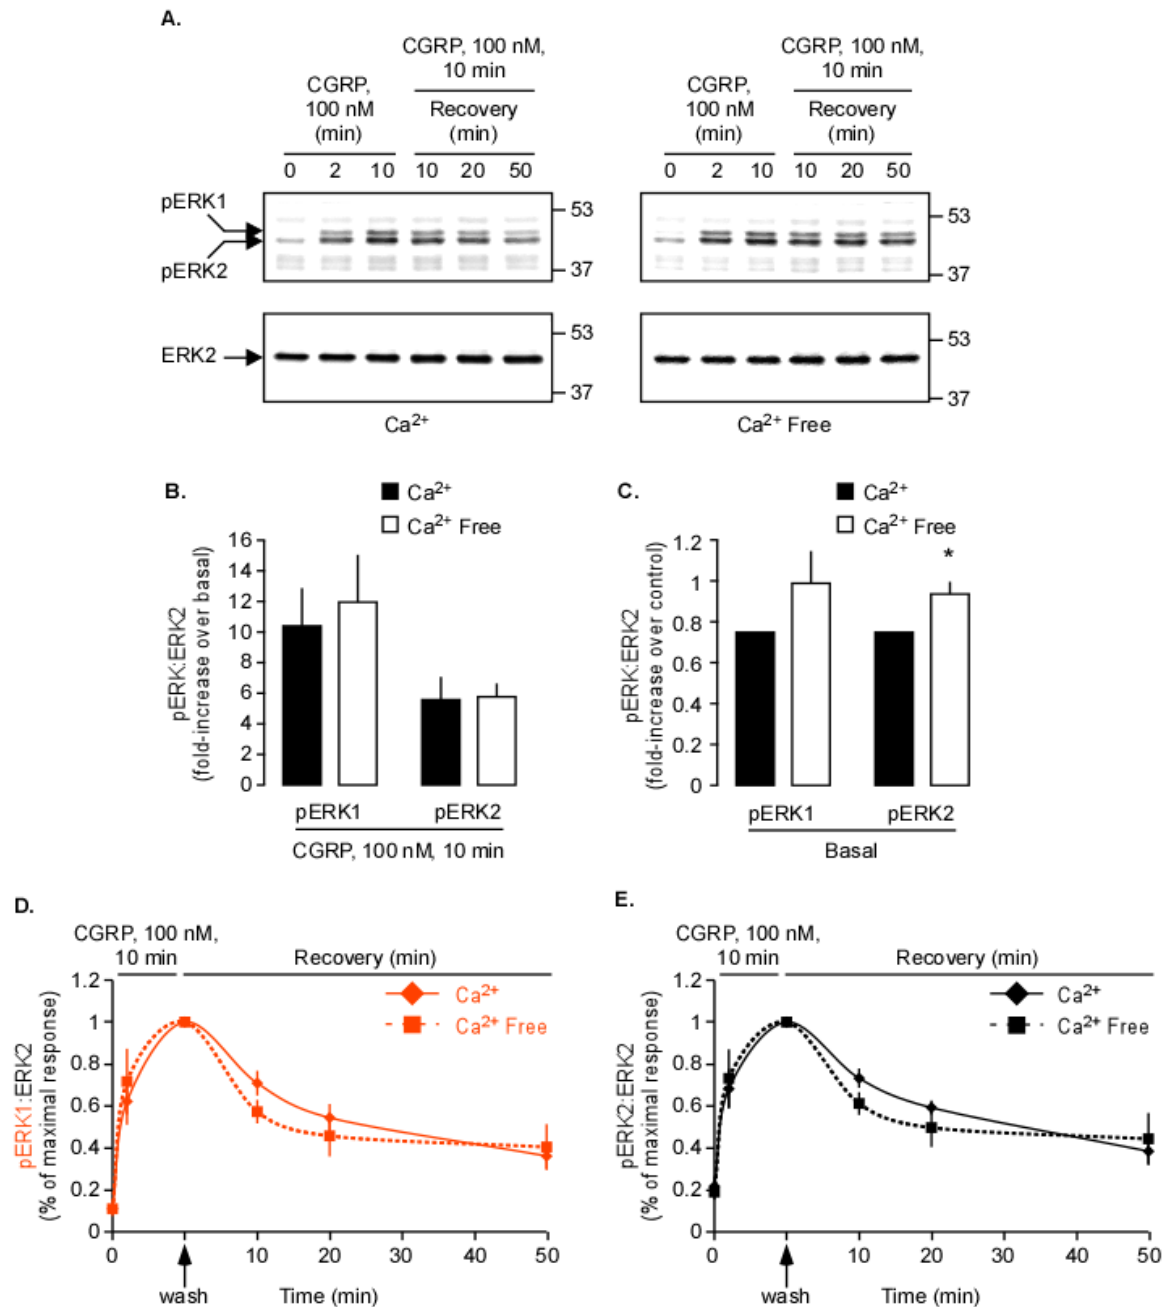 A.
CGRP, 100 nM,
10 min
CGRP,
100 nM
(min)
Recovery
(min)
0 2 10 10 20 50
pERK1
pERK2
53
37
ERK2
53
37
Ca2+
CGRP, 100 nM,
10 min
CGRP,
100 nM
(min)
Recovery
(min)
0 2 10 10 20 50
53
37
53
37
Ca2+ Free
B.
Ca2+
Ca2+ Free
pERK:ERK2
(fold-increase over basal)
16
14
12
10
8
6
4
2
0
pERK1 pERK2
CGRP, 100 nM, 10 min
C.
Ca2+
Ca2+ Free
pERK:ERK2
(fold-increase over control)
1.2
1
0.8
0.6
0.4
0.2
0
*
pERK1 pERK2
Basal
D.
CGRP, 100 nM,
10 min
Recovery (min)
Ca2+
Ca2+ Free
pERK1:ERK2
(% of maximal response)
1.2
1
0.8
0.6
0.4
0.2
0
0 10 20 30 40 50
wash
Time (min)
E.
CGRP, 100 nM,
10 min
Recovery (min)
Ca2+
Ca2+ Free
pERK2:ERK2
(% of maximal response)
1.2
1
0.8
0.6
0.4
0.2
0
0 10 20 30 40 50
wash
Time (min)